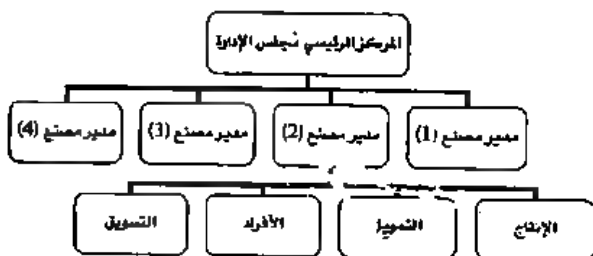 المركز الرئيسي لمجلس الإدارة
مدير مصنع (1)
مدير مصنع (2)
مدير مصنع (3)
مدير مصنع (4)
الإنتاج
التمويل
الأفراد
التسويق